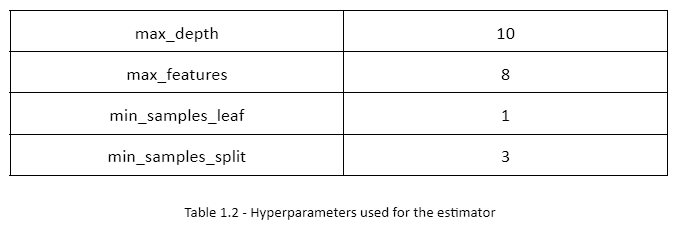 max_depth 10
max_features 8
min_samples_leaf 1
min_samples_split 3
Table 1.2 - Hyperparameters used for the estimator